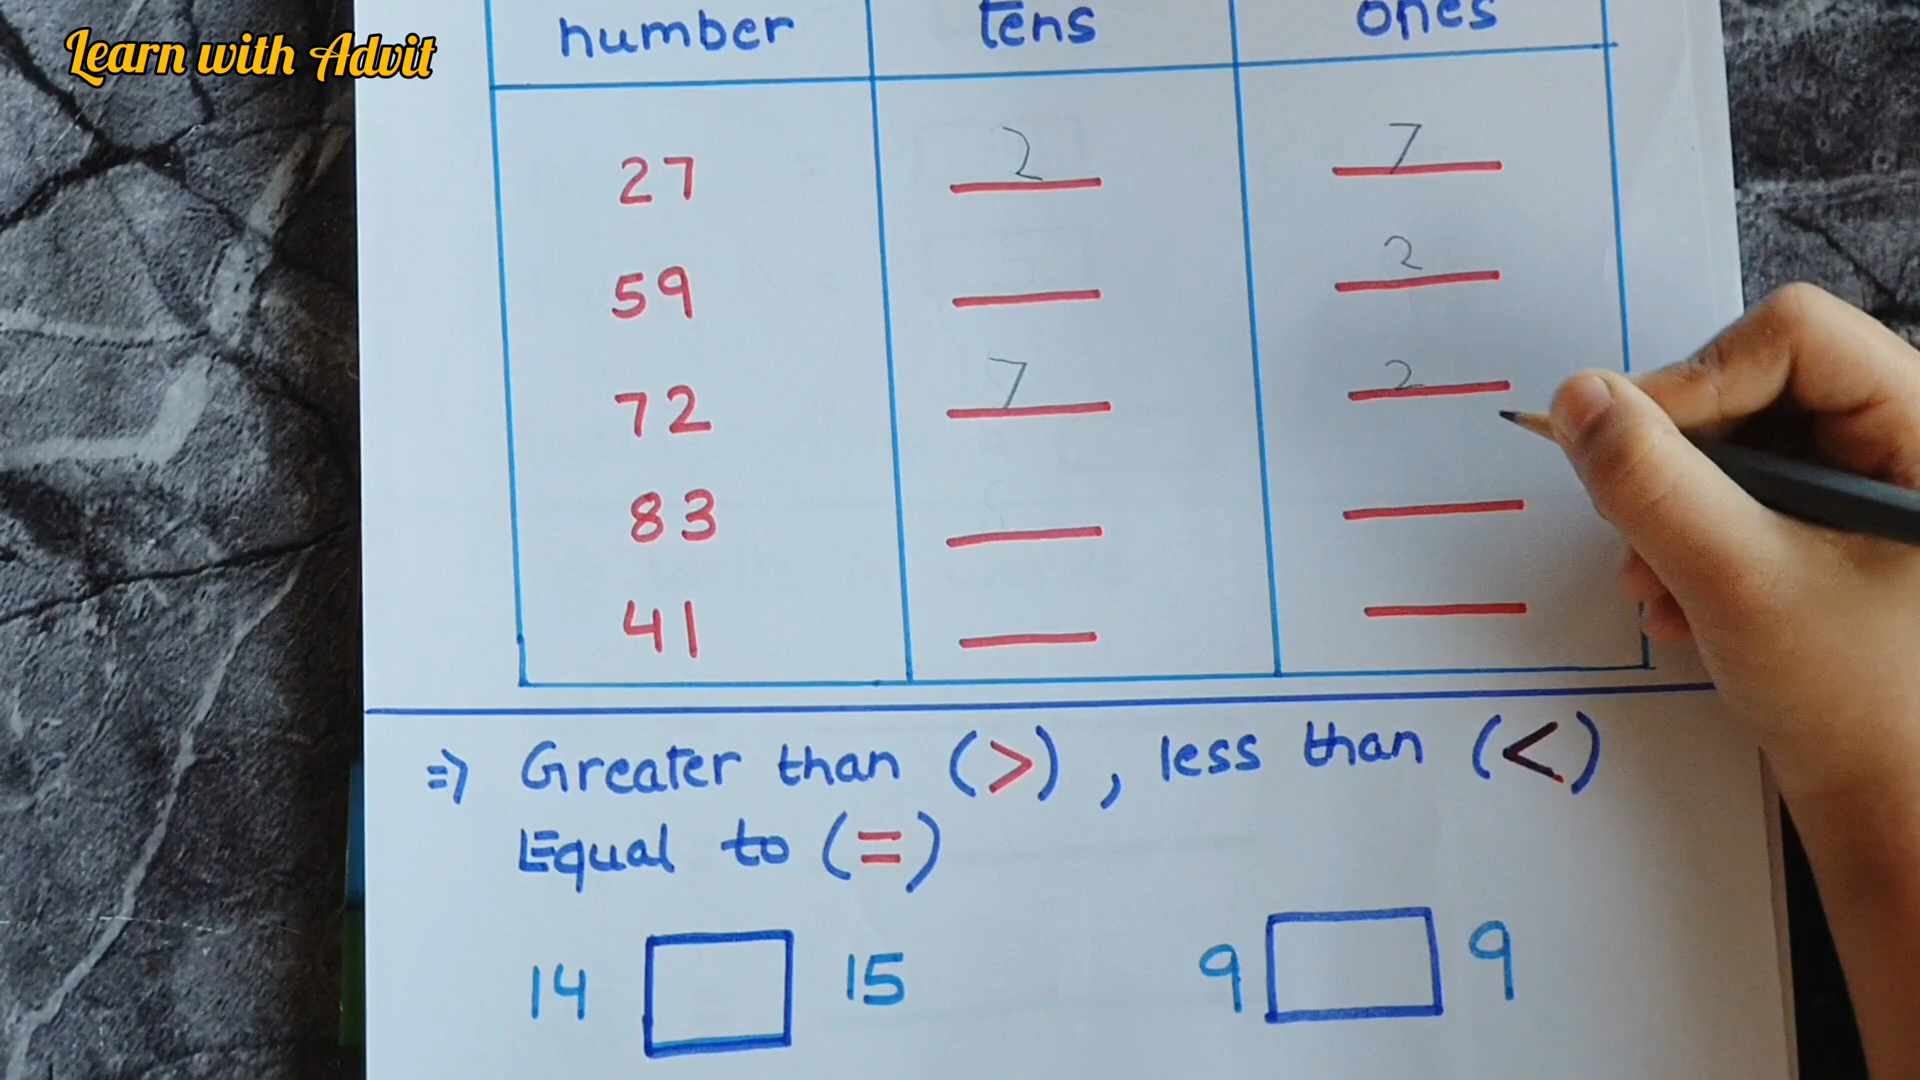 Learn with Advit
number tens ones
27 2 7
59 2
72 7 2
83
41
=> Greater than (>) , less than (<)
Equal to (=)
14 15 9 9